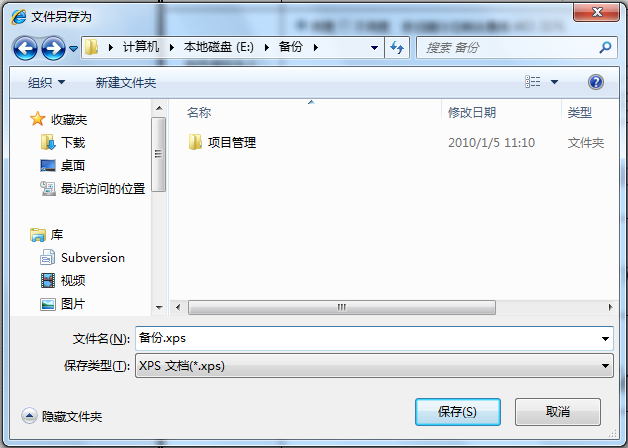 文件另存为
计算机 本地磁盘 (E:) 备份
搜索 备份
组织 新建文件夹
名称 修改日期 类型
收藏夹
下载
桌面
最近访问的位置
库
Subversion
视频
图片
项目管理 2010/1/5 11:10 文件夹
文件名(N): 备份.xps
保存类型(T): XPS 文档(*.xps)
隐藏文件夹
保存(S) 取消